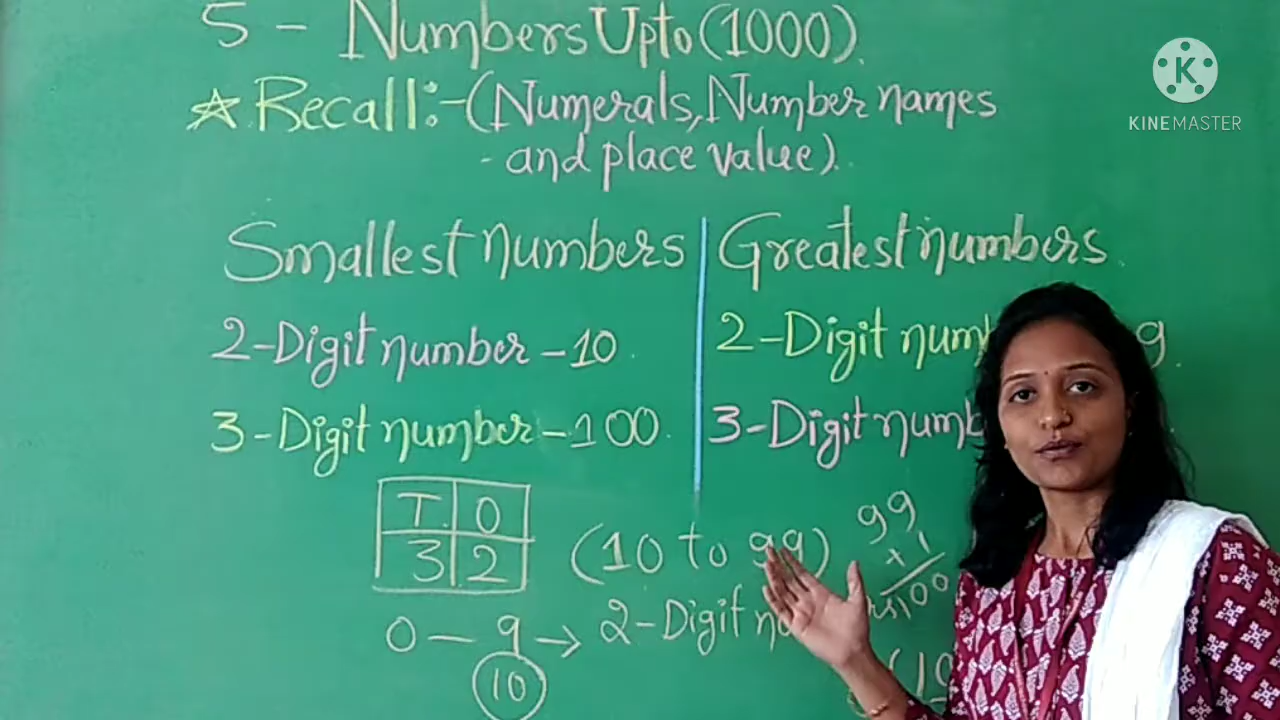 5 - Numbers Upto (1000).
☆ Recall:- (Numerals, Number names
- and place value).
Smallest numbers
2-Digit number - 10.
3-Digit number - 100.
Greatest numbers.
2-Digit
3-Digit
T. O
3 2
(10 to 99)
99
+ 1
100
0 — 9 → 2-Digit
10
K
KINEMASTER